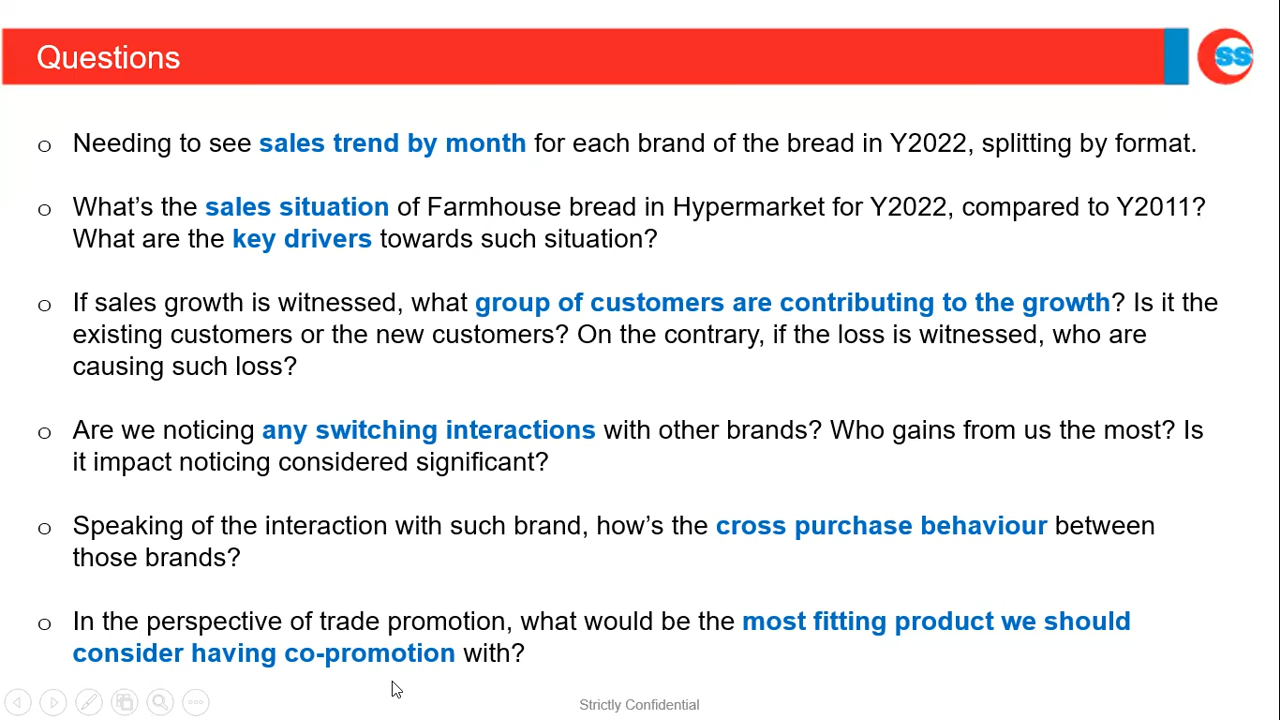 Questions
SS
o Needing to see sales trend by month for each brand of the bread in Y2022, splitting by format.
o What's the sales situation of Farmhouse bread in Hypermarket for Y2022, compared to Y2011?
What are the key drivers towards such situation?
o If sales growth is witnessed, what group of customers are contributing to the growth? Is it the
existing customers or the new customers? On the contrary, if the loss is witnessed, who are
causing such loss?
o Are we noticing any switching interactions with other brands? Who gains from us the most? Is
it impact noticing considered significant?
o Speaking of the interaction with such brand, how's the cross purchase behaviour between
those brands?
o In the perspective of trade promotion, what would be the most fitting product we should
consider having co-promotion with?
Strictly Confidential